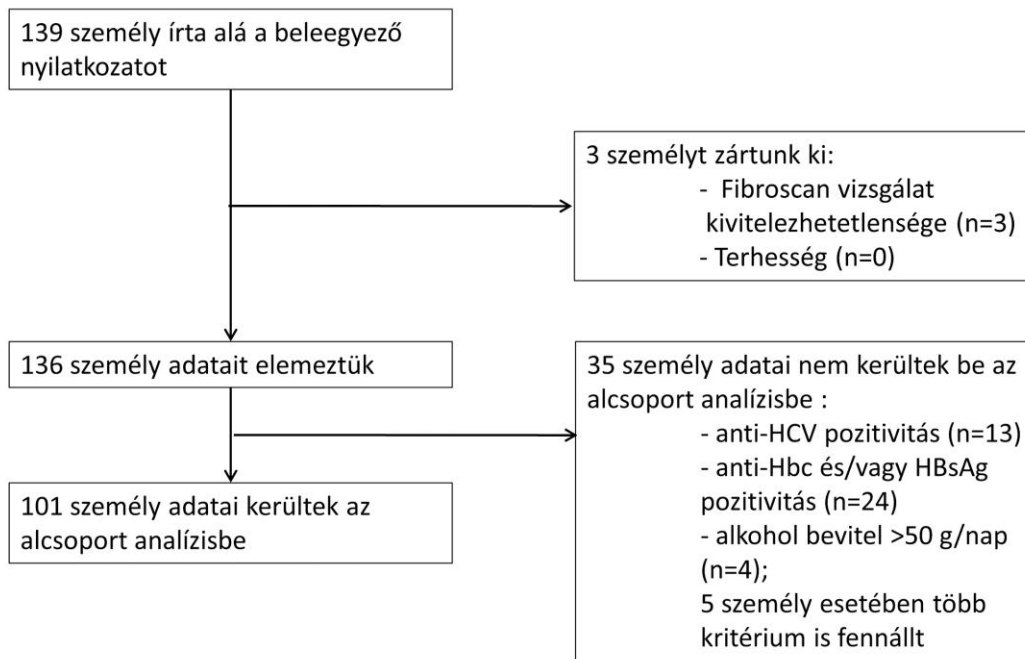 139 személy írta alá a beleegyező
nyilatkozatot
3 személyt zártunk ki:
- Fibroscan vizsgálat
kivitelezhetetlensége (n=3)
- Terhesség (n=0)
136 személy adatait elemeztük
35 személy adatai nem kerültek be az
alcsoport analízisbe :
- anti-HCV pozitivitás (n=13)
- anti-Hbc és/vagy HBsAg
pozitivitás (n=24)
- alkohol bevitel >50 g/nap
(n=4);
5 személy esetében több
kritérium is fennállt
101 személy adatai kerültek az
alcsoport analízisbe